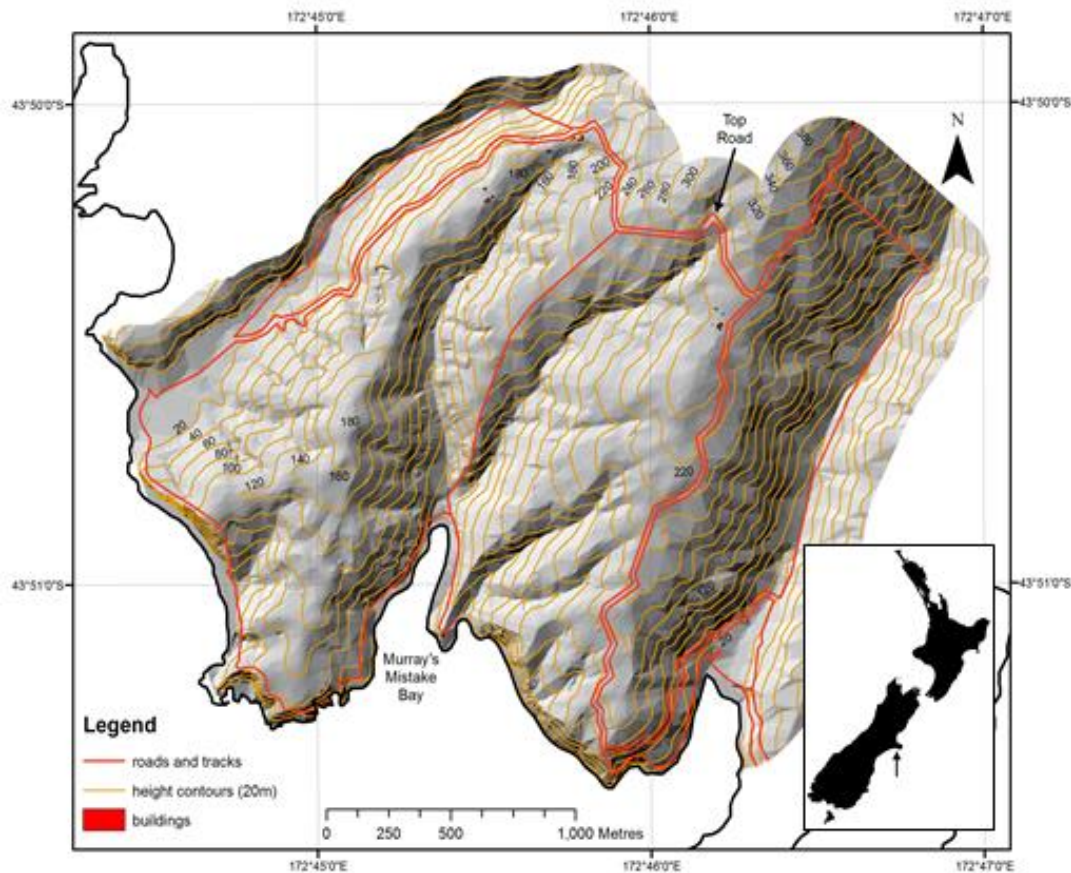 172°45'0"E
172°46'0"E
172°47'0"E
43°50'0"S
43°50'0"S
Top
Road
N
180
160
180
200
220
240
260
280
300
320
340
360
380
20
40
60
80
100
120
140
160
180
220
120
20
43°51'0"S
43°51'0"S
Murray's
Mistake
Bay
Legend
roads and tracks
height contours (20m)
buildings
0 250 500 1,000 Metres
172°45'0"E
172°46'0"E
172°47'0"E